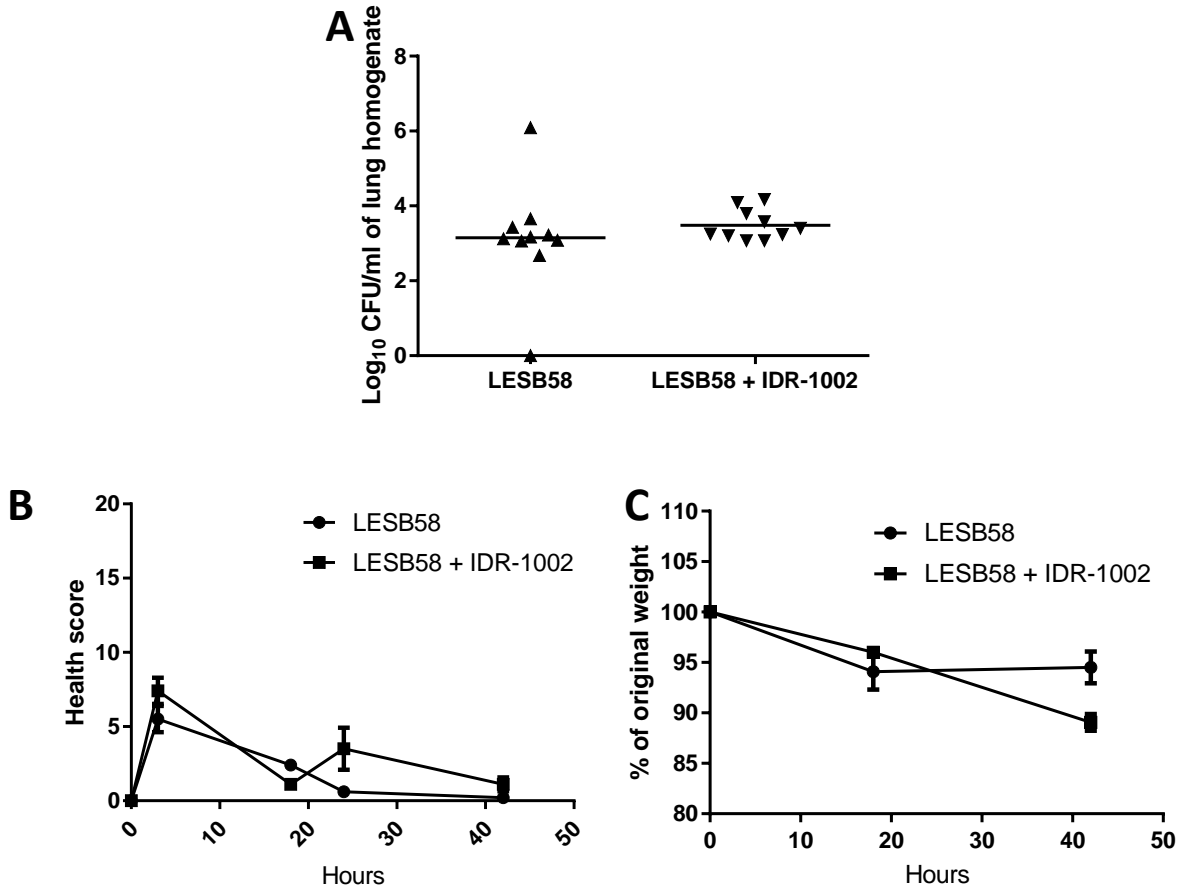 A
Log10 CFU/ml of lung homogenate
8
6
4
2
0
LESB58
LESB58 + IDR-1002
B
Health score
20
15
10
5
0
LESB58
LESB58 + IDR-1002
0 10 20 30 40 50
Hours
C
% of original weight
110
105
100
95
90
85
80
LESB58
LESB58 + IDR-1002
0 10 20 30 40 50
Hours